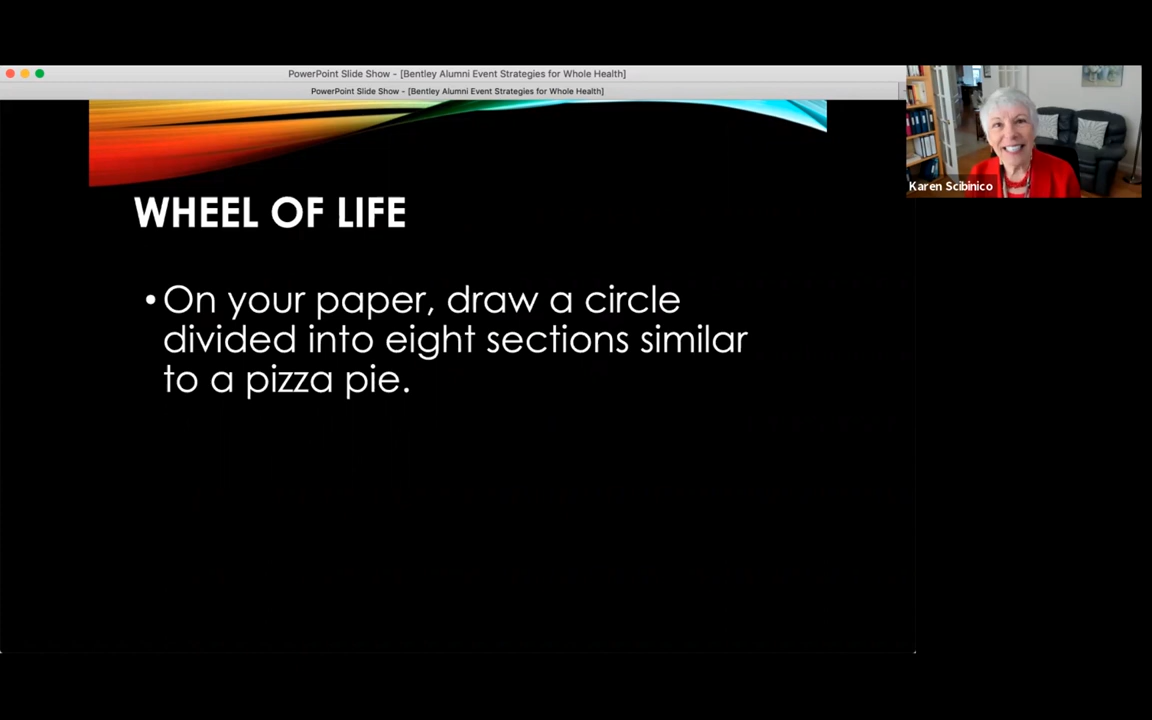 PowerPoint Slide Show - [Bentley Alumni Event Strategies for Whole Health]
PowerPoint Slide Show - [Bentley Alumni Event Strategies for Whole Health]
Karen Scibinico
WHEEL OF LIFE
• On your paper, draw a circle
divided into eight sections similar
to a pizza pie.